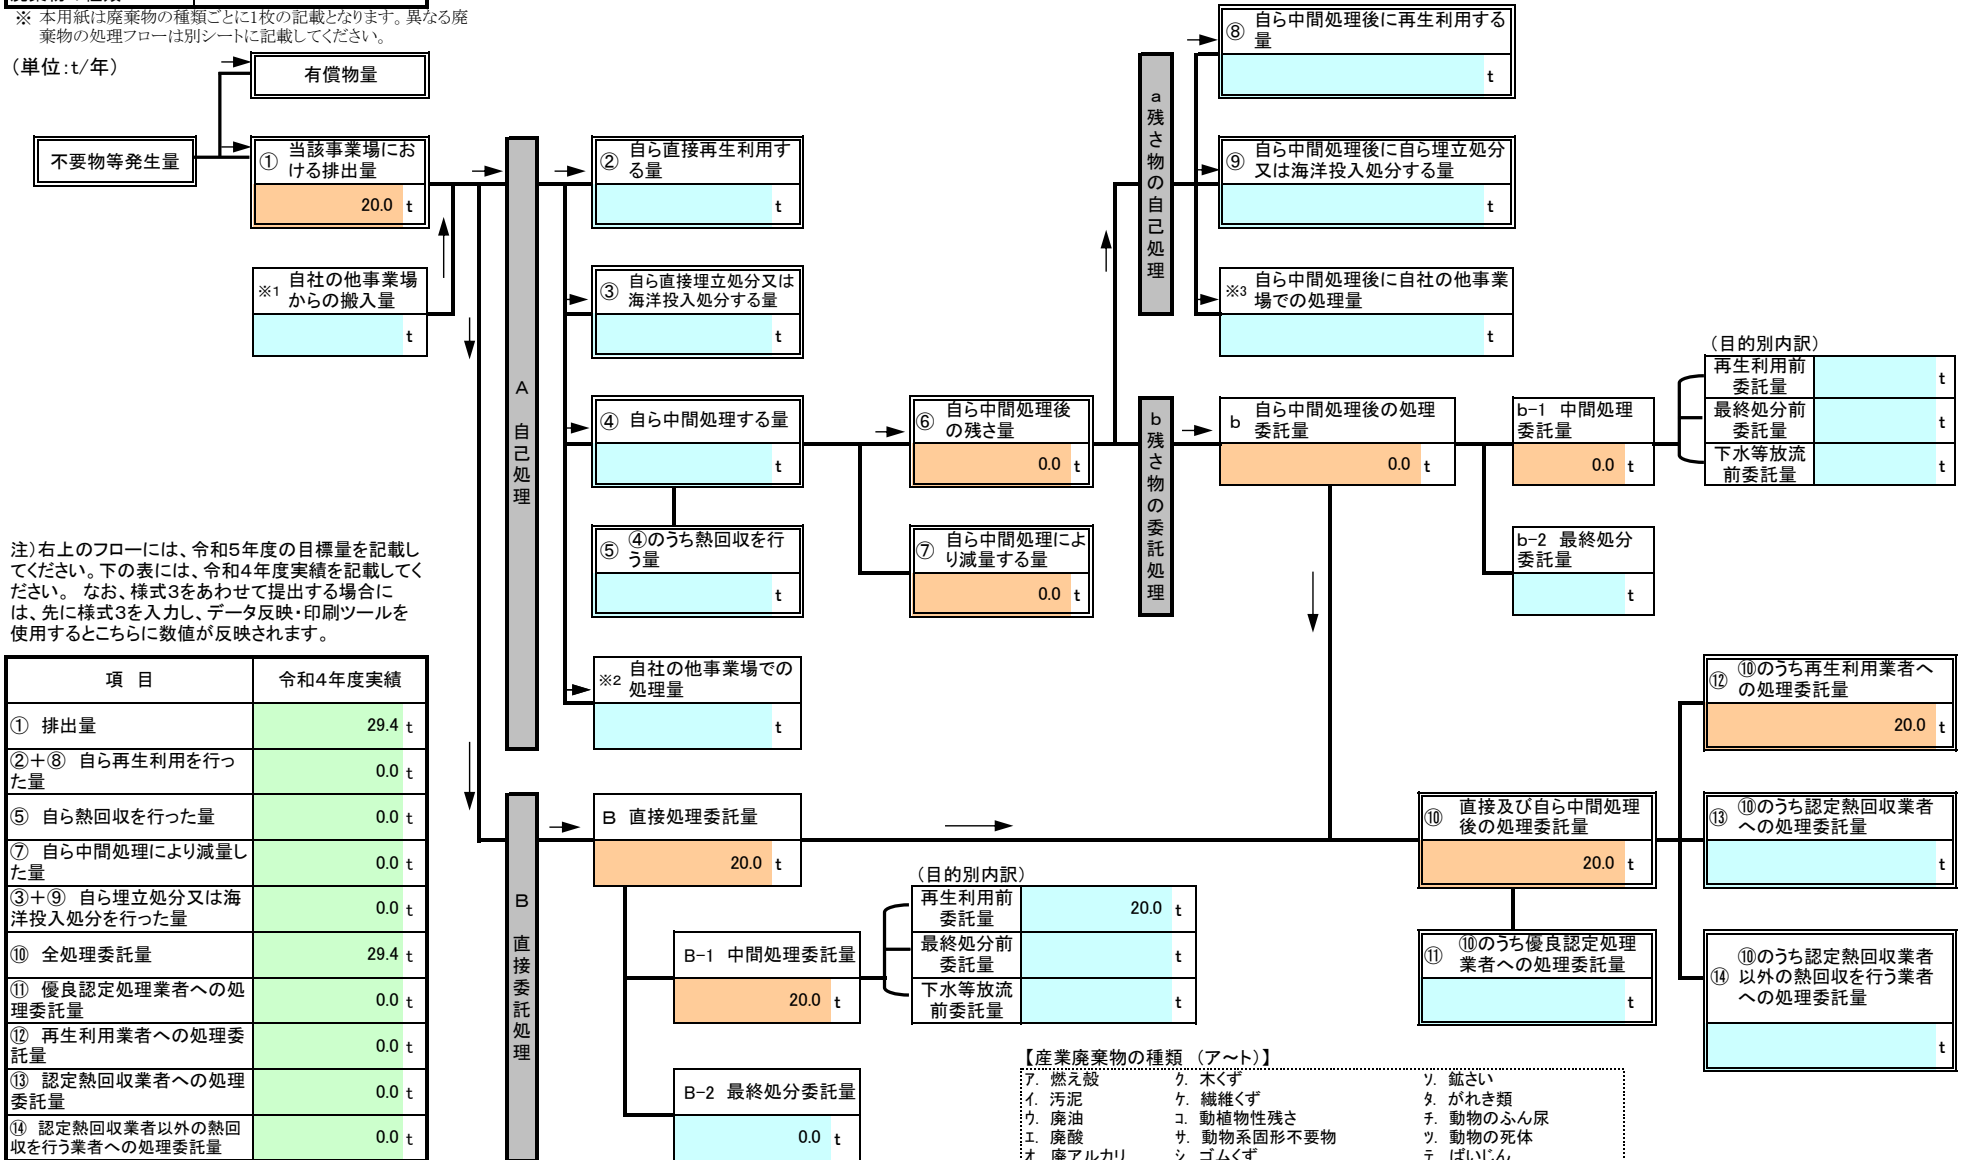 ※ 本用紙は廃棄物の種類ごとに1枚の記載となります。異なる廃
棄物の処理フローは別シートに記載してください。
（単位：t/年）
有償物量
不要物等発生量
① 当該事業場にお
ける排出量
20.0 t
※1 自社の他事業場
からの搬入量
t
A 自己処理
② 自ら直接再生利用す
る量
t
③ 自ら直接埋立処分又は
海洋投入処分する量
t
④ 自ら中間処理する量
t
⑤ ④のうち熱回収を行
う量
t
※2 自社の他事業場での
処理量
t
⑥ 自ら中間処理後
の残さ量
0.0 t
⑦ 自ら中間処理によ
り減量する量
0.0 t
a 残さ物の自己処理
⑧ 自ら中間処理後に再生利用する
量
t
⑨ 自ら中間処理後に自ら埋立処分
又は海洋投入処分する量
t
※3 自ら中間処理後に自社の他事業
場での処理量
t
b 残さ物の委託処理
b 自ら中間処理後の処理
委託量
0.0 t
b-1 中間処理
委託量
0.0 t
b-2 最終処分
委託量
t
（目的別内訳）
再生利用前
委託量
t
最終処分前
委託量
t
下水等放流
前委託量
t
注）右上のフローには、令和５年度の目標量を記載し
てください。下の表には、令和４年度実績を記載してく
ださい。 なお、様式３をあわせて提出する場合に
は、先に様式３を入力し、データ反映・印刷ツールを
使用するとこちらに数値が反映されます。
項 目 令和４年度実績
① 排出量 29.4 t
②＋⑧ 自ら再生利用を行っ
た量 0.0 t
⑤ 自ら熱回収を行った量 0.0 t
⑦ 自ら中間処理により減量し
た量 0.0 t
③＋⑨ 自ら埋立処分又は海
洋投入処分を行った量 0.0 t
⑩ 全処理委託量 29.4 t
⑪ 優良認定処理業者への処
理委託量 0.0 t
⑫ 再生利用業者への処理委
託量 0.0 t
⑬ 認定熱回収業者への処理
委託量 0.0 t
⑭ 認定熱回収業者以外の熱回
収を行う業者への処理委託量 0.0 t
B 直接委託処理
B 直接処理委託量
20.0 t
B-1 中間処理委託量
20.0 t
B-2 最終処分委託量
0.0 t
（目的別内訳）
再生利用前
委託量
20.0 t
最終処分前
委託量
t
下水等放流
前委託量
t
⑩ 直接及び自ら中間処理
後の処理委託量
20.0 t
⑪ ⑩のうち優良認定処理
業者への処理委託量
t
⑫ ⑩のうち再生利用業者へ
の処理委託量
20.0 t
⑬ ⑩のうち認定熱回収業者
への処理委託量
t
⑭ ⑩のうち認定熱回収業者
以外の熱回収を行う業者
への処理委託量
t
【産業廃棄物の種類 （ア～ト）】
ア. 燃え殻 ク. 木くず ソ. 鉱さい
イ. 汚泥 ケ. 繊維くず タ. がれき類
ウ. 廃油 コ. 動植物性残さ チ. 動物のふん尿
エ. 廃酸 サ. 動物系固形不要物 ツ. 動物の死体
オ. 廃アルカリ シ. ゴムくず テ. ばいじん